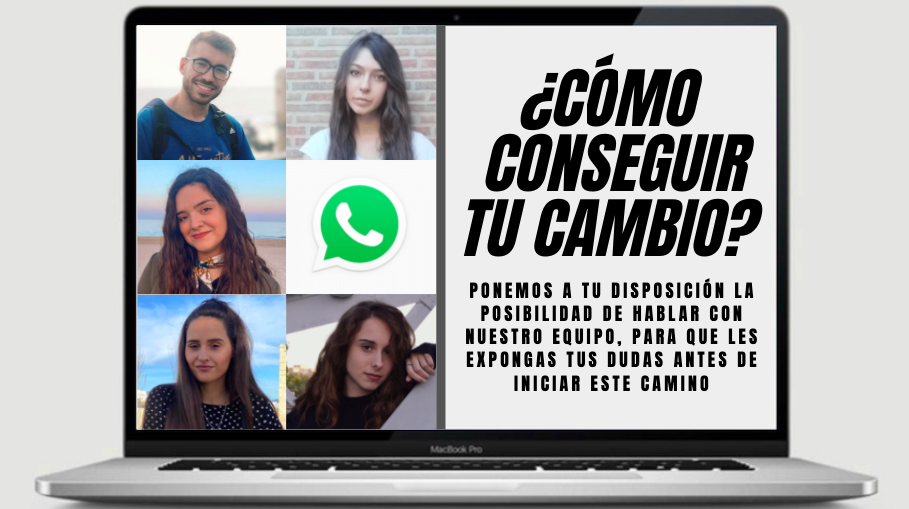 ¿CÓMO
CONSEGUIR
TU CAMBIO?
PONEMOS A TU DISPOSICIÓN LA
POSIBILIDAD DE HABLAR CON
NUESTRO EQUIPO, PARA QUE LES
EXPONGAS TUS DUDAS ANTES DE
INICIAR ESTE CAMINO
MacBook Pro